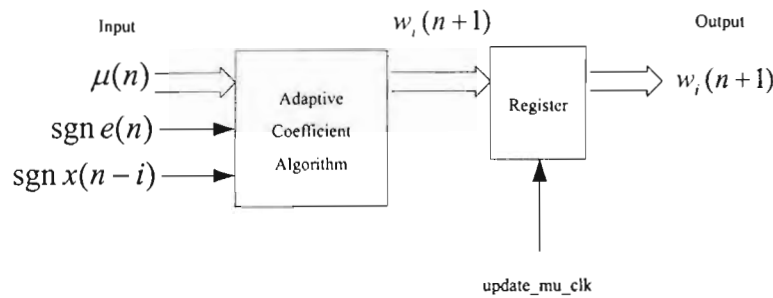 Input
w_i(n+1)
Output
μ(n)
Adaptive
Coefficient
Algorithm
Register
w_i(n+1)
sgn e(n)
sgn x(n−i)
update_mu_clk